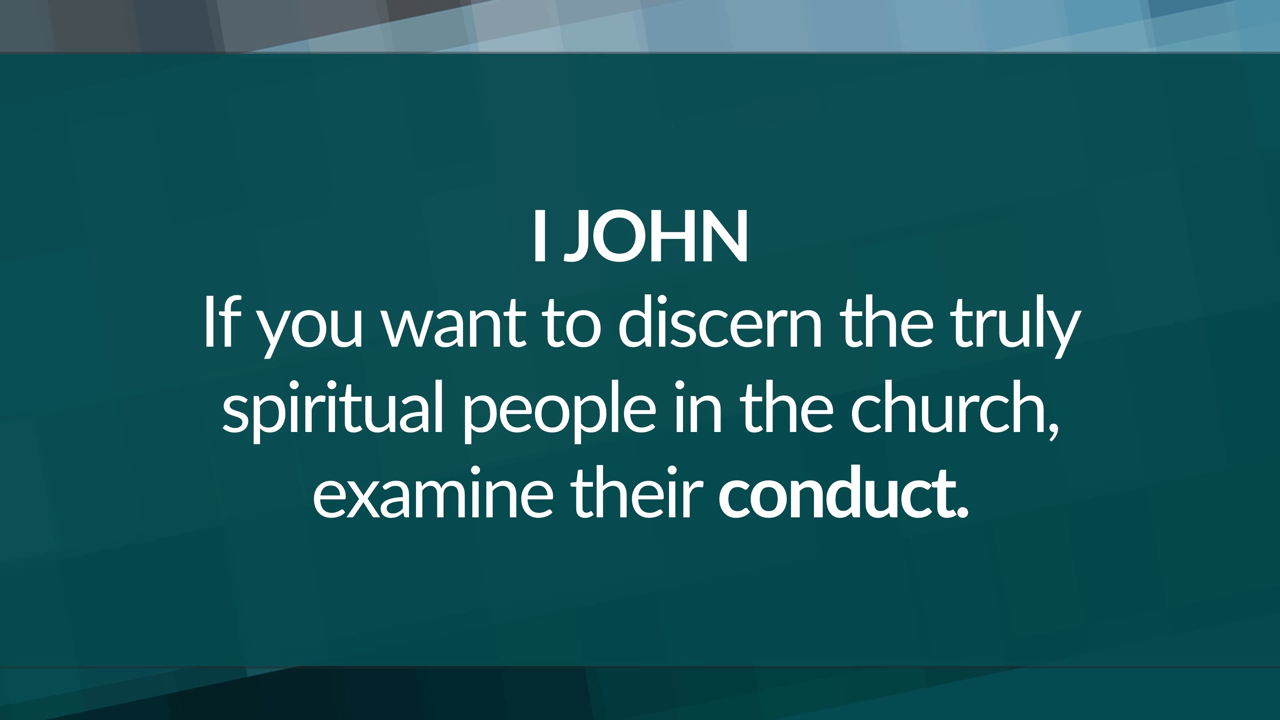 I JOHN
If you want to discern the truly
spiritual people in the church,
examine their conduct.